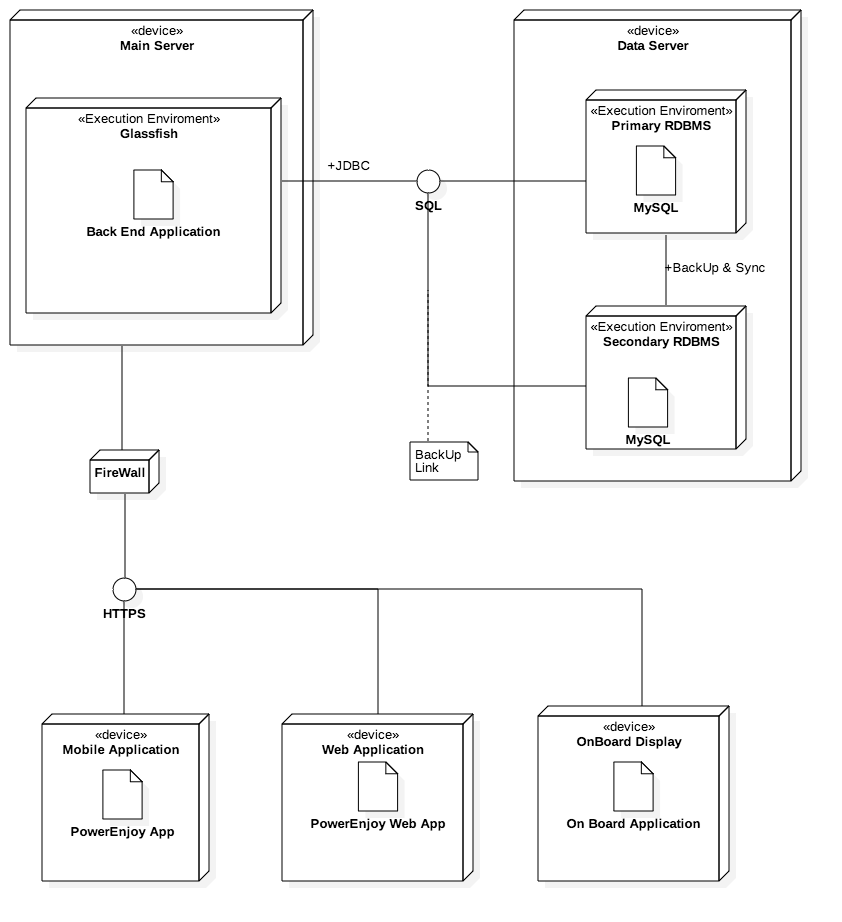 «device»
Main Server
«Execution Enviroment»
Glassfish
Back End Application
+JDBC
SQL
«device»
Data Server
«Execution Enviroment»
Primary RDBMS
MySQL
+BackUp & Sync
«Execution Enviroment»
Secondary RDBMS
MySQL
BackUp
Link
FireWall
HTTPS
«device»
Mobile Application
PowerEnjoy App
«device»
Web Application
PowerEnjoy Web App
«device»
OnBoard Display
On Board Application